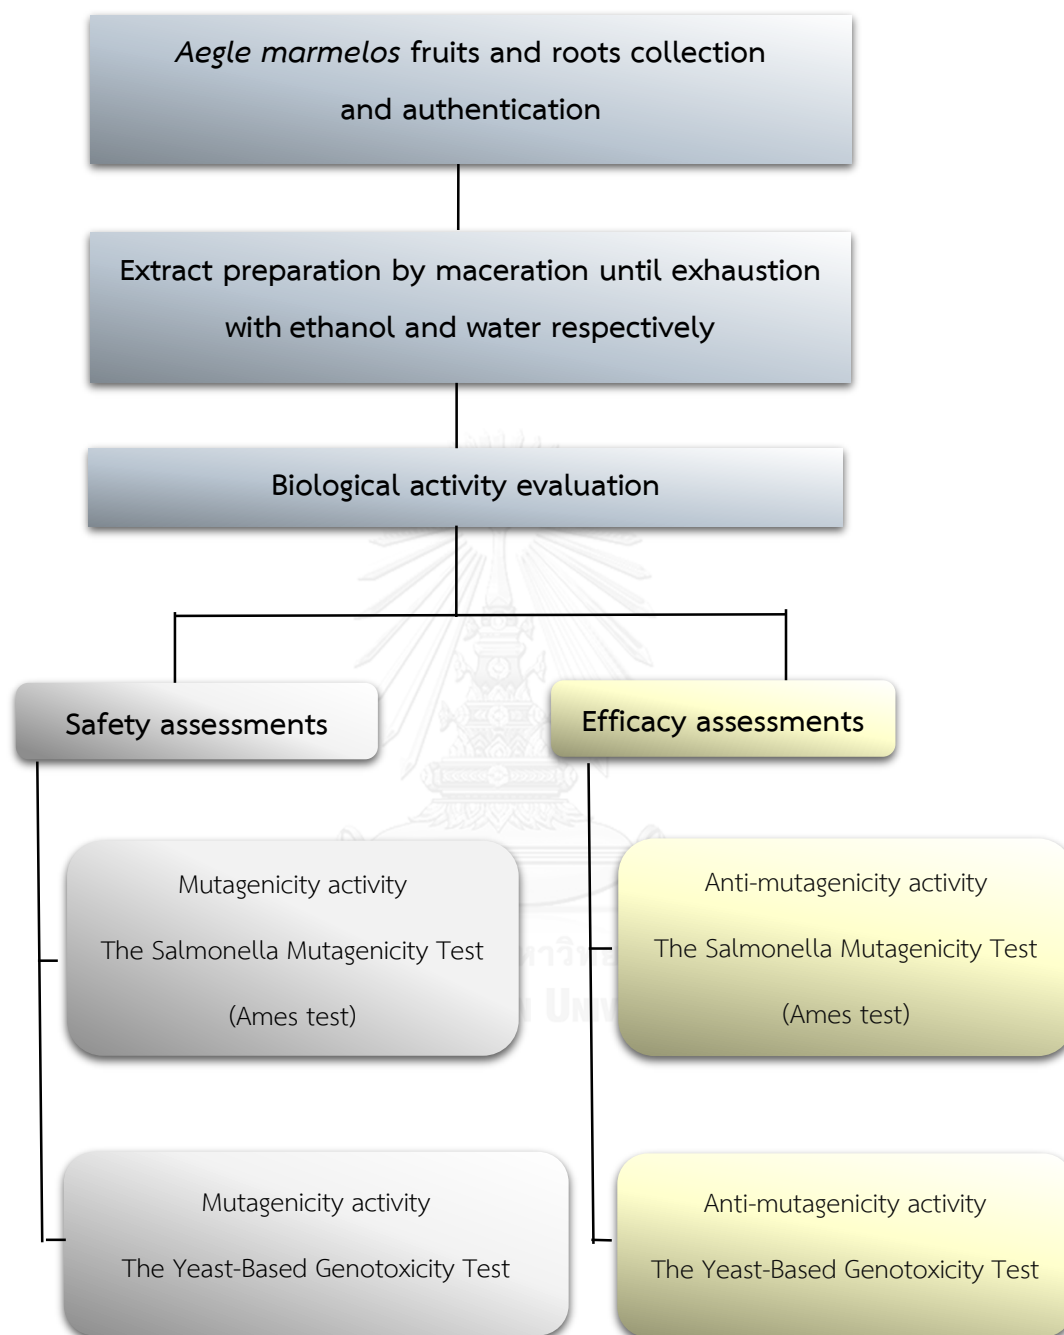 Aegle marmelos fruits and roots collection
and authentication
Extract preparation by maceration until exhaustion
with ethanol and water respectively
Biological activity evaluation
Safety assessments
Efficacy assessments
Mutagenicity activity
The Salmonella Mutagenicity Test
(Ames test)
Anti-mutagenicity activity
The Salmonella Mutagenicity Test
(Ames test)
Mutagenicity activity
The Yeast-Based Genotoxicity Test
Anti-mutagenicity activity
The Yeast-Based Genotoxicity Test